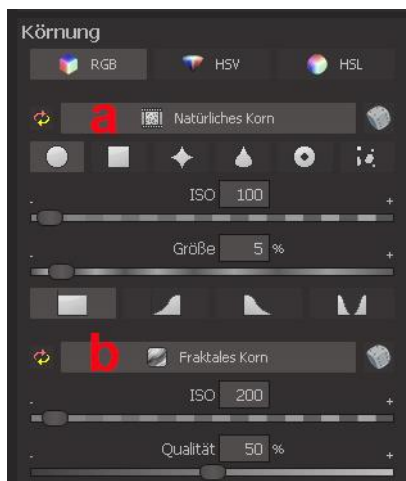 Körnung
RGB HSV HSL
a Natürliches Korn
- ISO 100 +
- Größe 5 % +
b Fraktales Korn
- ISO 200 +
- Qualität 50 % +